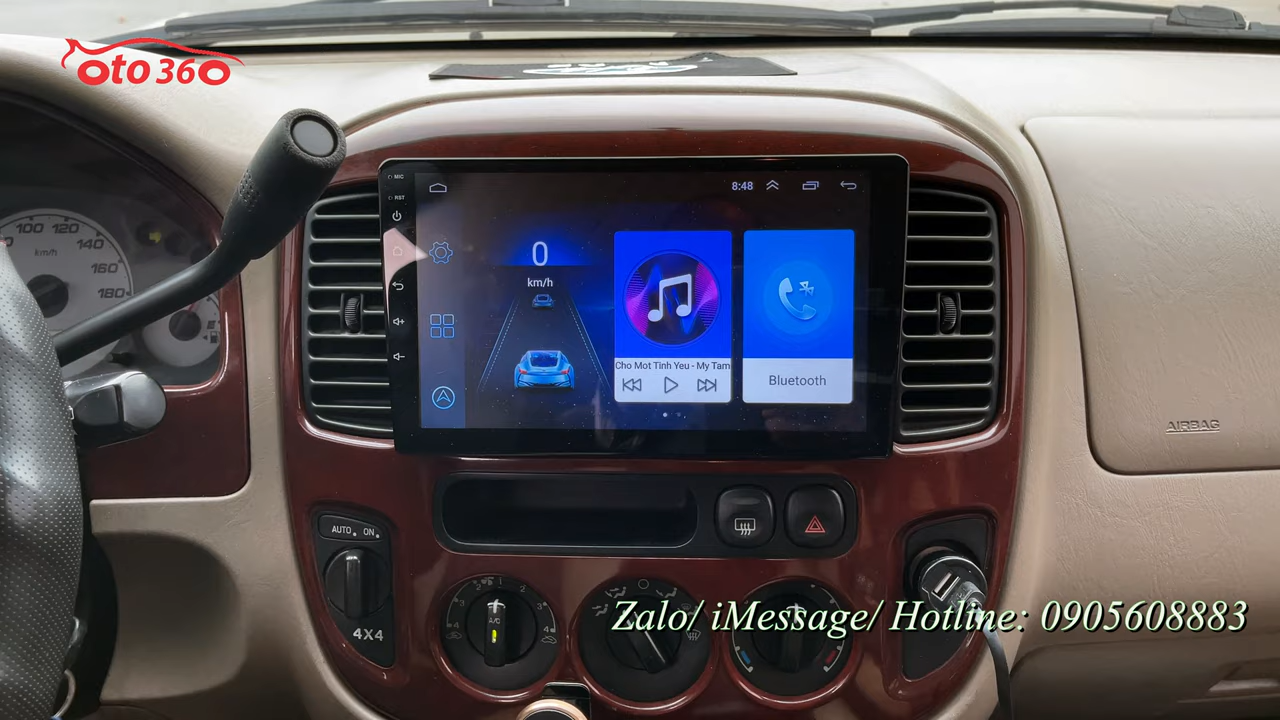 oto360
MIC
RST
8:48
0
km/h
Cho Mot Tinh Yeu - My Tam
Bluetooth
100 120
140
160
180
km/h
AIRBAG
AUTO ON
4X4
A/C
Zalo/ iMessage/ Hotline: 0905608883